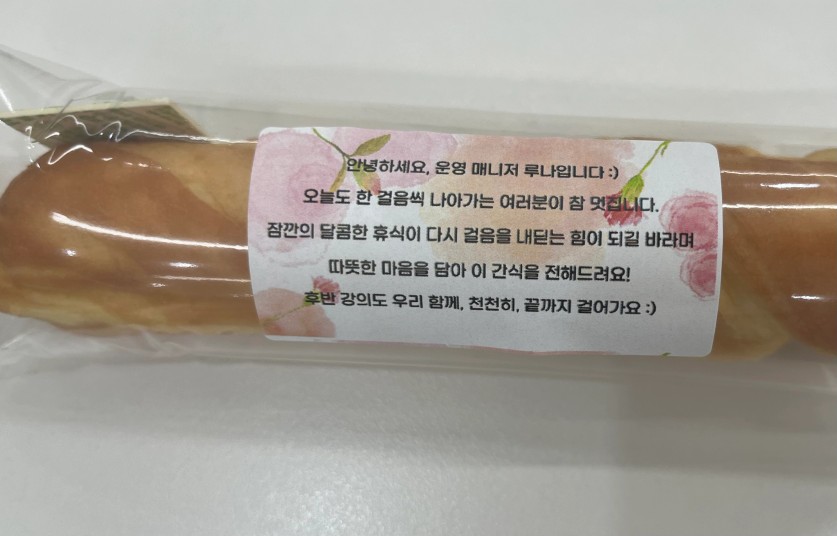 안녕하세요, 운영 매니저 루나입니다 :)
오늘도 한 걸음씩 나아가는 여러분이 참 멋집니다.
잠깐의 달콤한 휴식이 다시 걸음을 내딛는 힘이 되길 바라며
따뜻한 마음을 담아 이 간식을 전해드려요!
후반 강의도 우리 함께, 천천히, 끝까지 걸어가요 :)